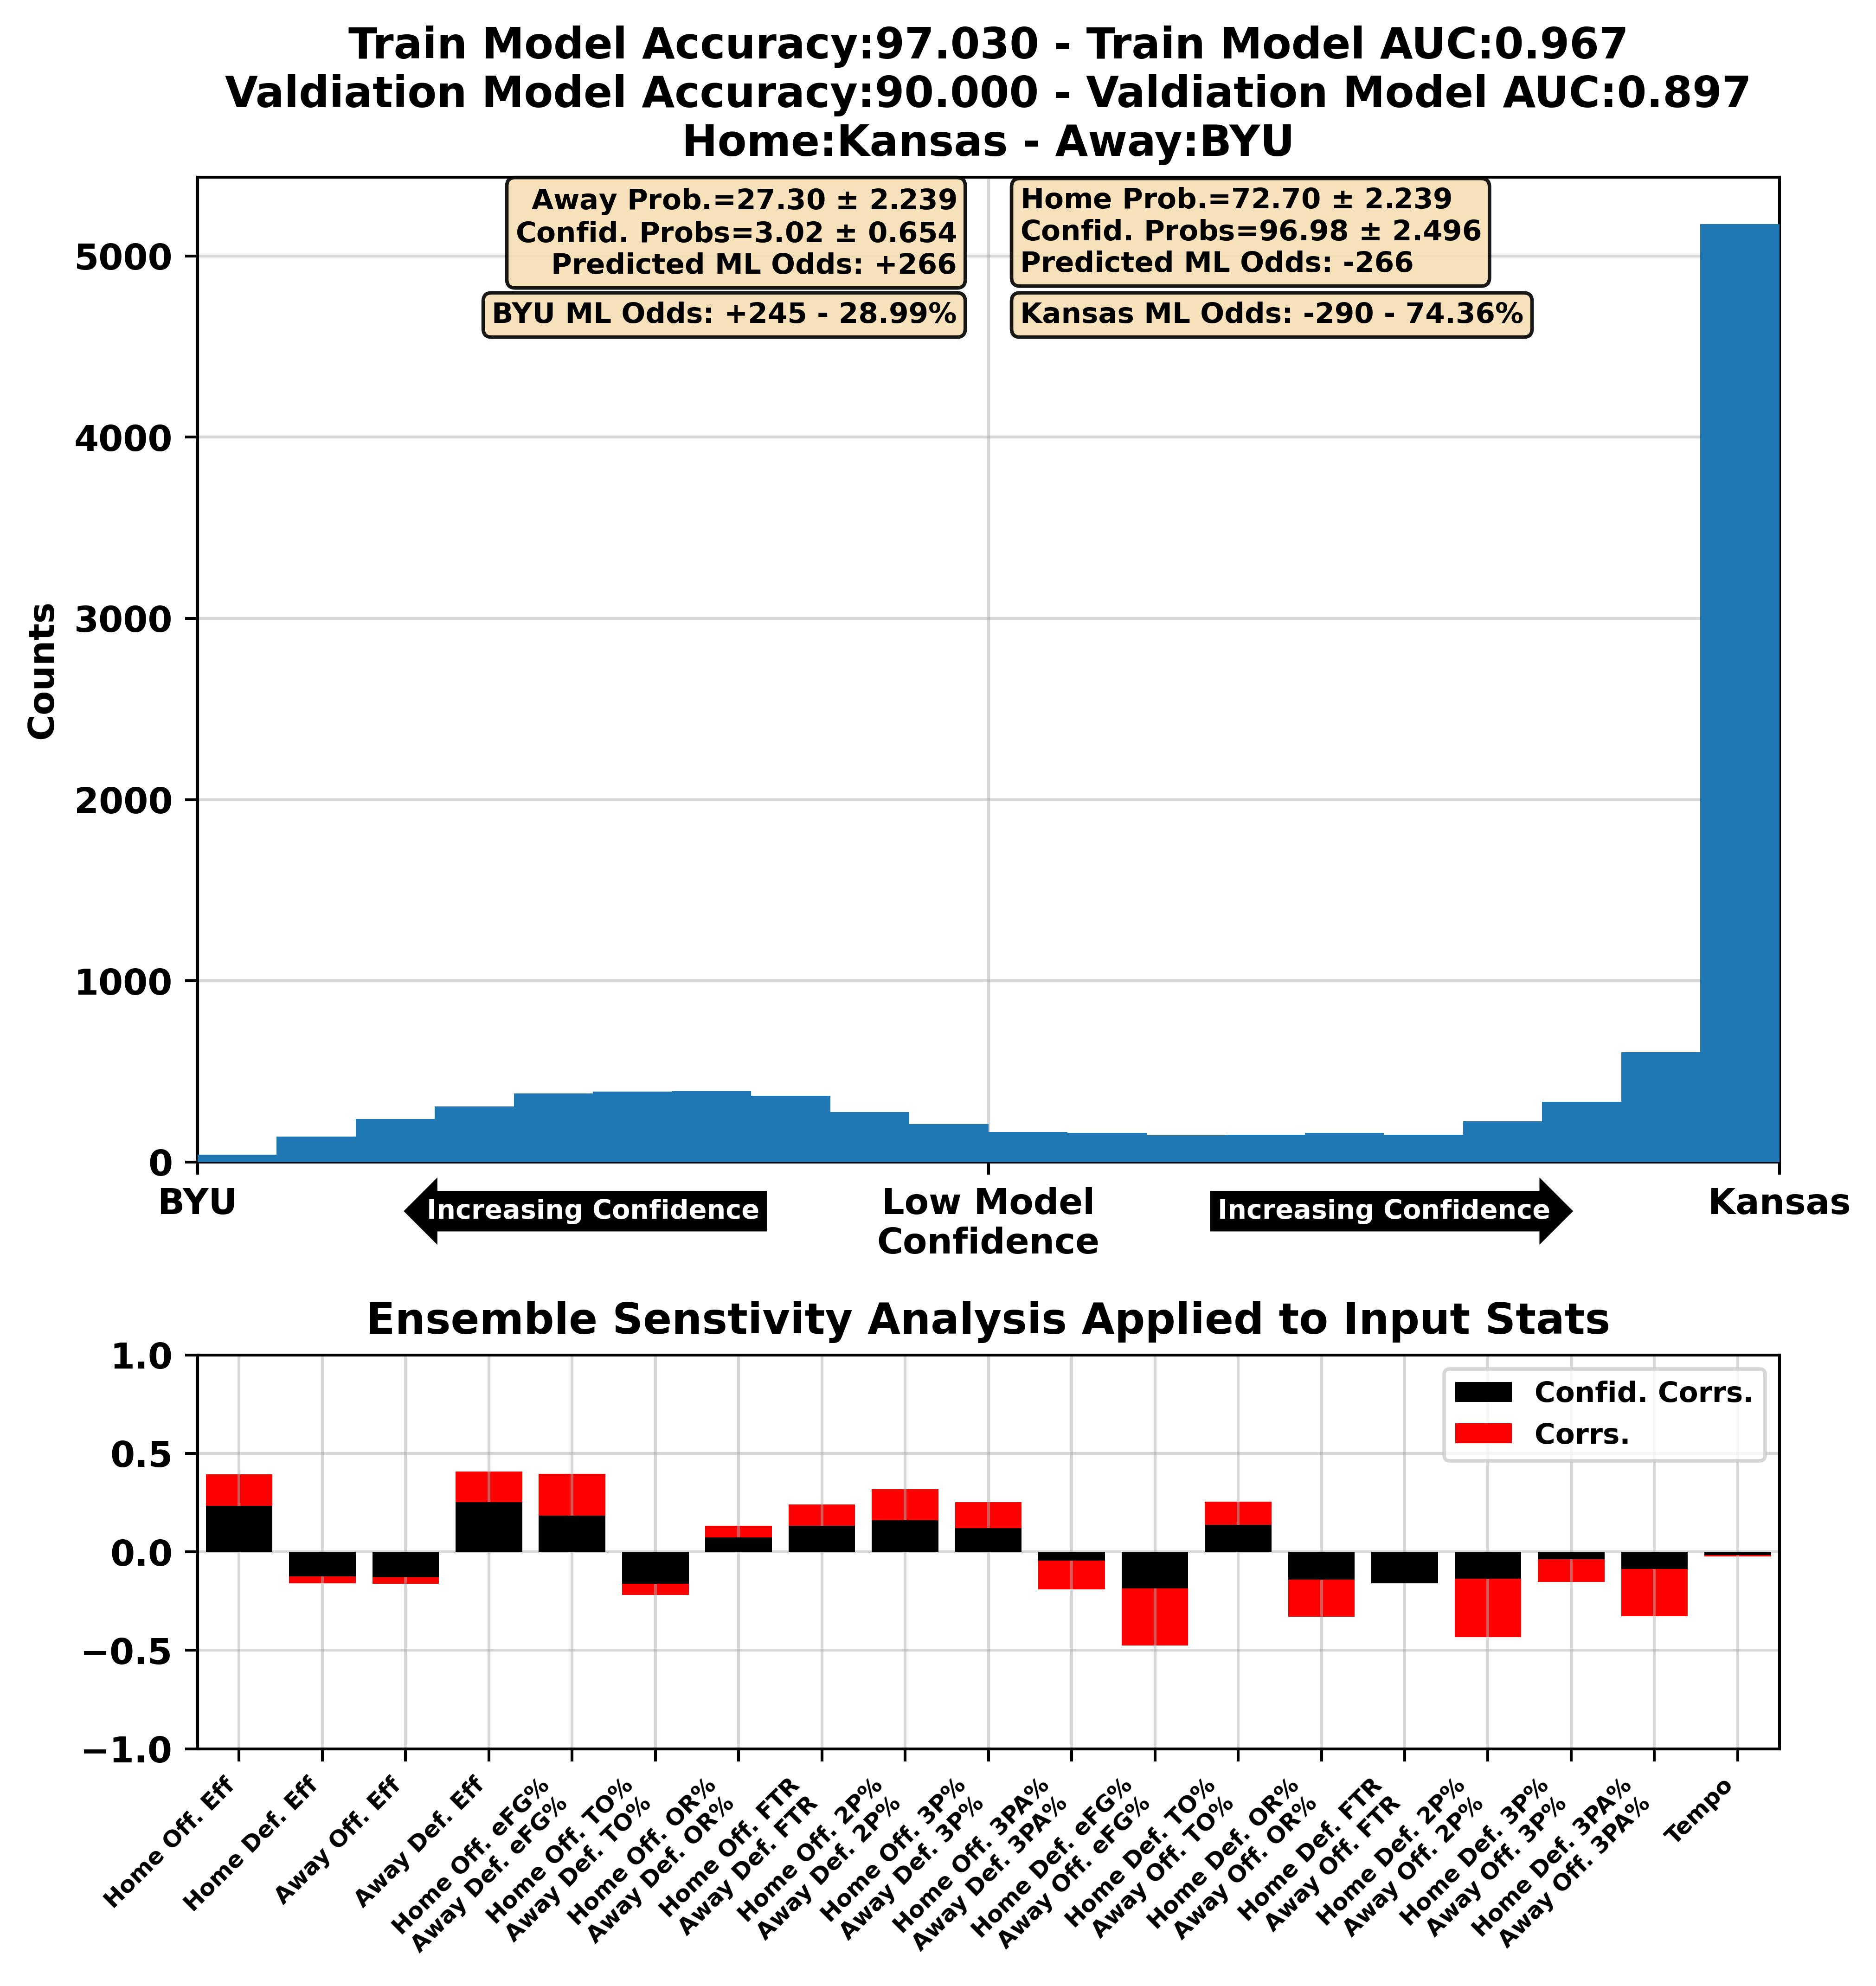 Train Model Accuracy:97.030 - Train Model AUC:0.967
Valdiation Model Accuracy:90.000 - Valdiation Model AUC:0.897
Home:Kansas - Away:BYU
Away Prob.=27.30 ± 2.239
Confid. Probs=3.02 ± 0.654
Predicted ML Odds: +266
BYU ML Odds: +245 - 28.99%
Home Prob.=72.70 ± 2.239
Confid. Probs=96.98 ± 2.496
Predicted ML Odds: -266
Kansas ML Odds: -290 - 74.36%
Counts
5000
4000
3000
2000
1000
0
BYU
Increasing Confidence
Low Model
Confidence
Increasing Confidence
Kansas
Ensemble Senstivity Analysis Applied to Input Stats
Confid. Corrs.
Corrs.
1.0
0.5
0.0
−0.5
−1.0
Home Off. Eff
Home Def. Eff
Away Off. Eff
Away Def. Eff
Home Off. eFG%
Away Def. eFG%
Home Off. TO%
Away Def. TO%
Home Off. OR%
Away Def. OR%
Home Off. FTR
Away Def. FTR
Home Off. 2P%
Away Def. 2P%
Home Off. 3P%
Away Def. 3P%
Home Off. 3PA%
Away Def. 3PA%
Home Def. eFG%
Away Off. eFG%
Home Def. TO%
Away Off. TO%
Home Def. OR%
Away Off. OR%
Home Def. FTR
Away Off. FTR
Home Def. 2P%
Away Off. 2P%
Home Def. 3P%
Away Off. 3P%
Home Def. 3PA%
Away Off. 3PA%
Tempo